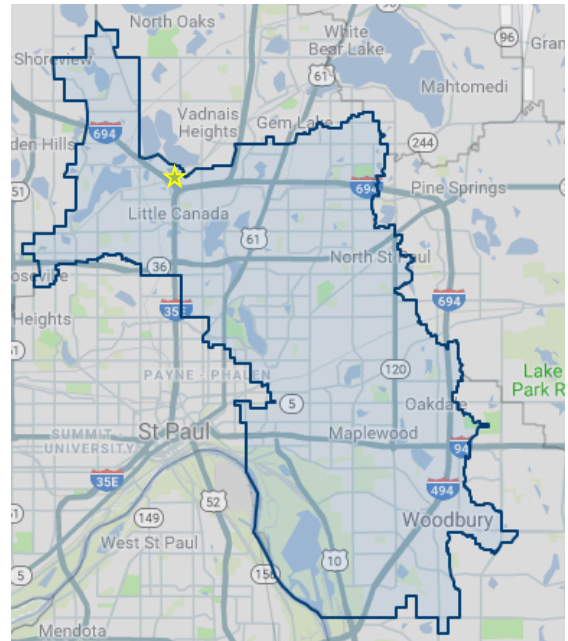 North Oaks
96
Gran
White
Bear Lake
Shoreview
61
Mahtomedi
Vadnais
Heights
Gem Lake
694
den Hills
244
51
694
Pine Springs
Little Canada
61
North St Paul
36
oseville
694
35E
Heights
PAYNE - PHALEN
120
Lake
Park R
51
5
Oakdale
St Paul
Maplewood
SUMMIT
UNIVERSITY
94
35E
494
52
149
Woodbury
51
West St Paul
10
5
156
Mendota